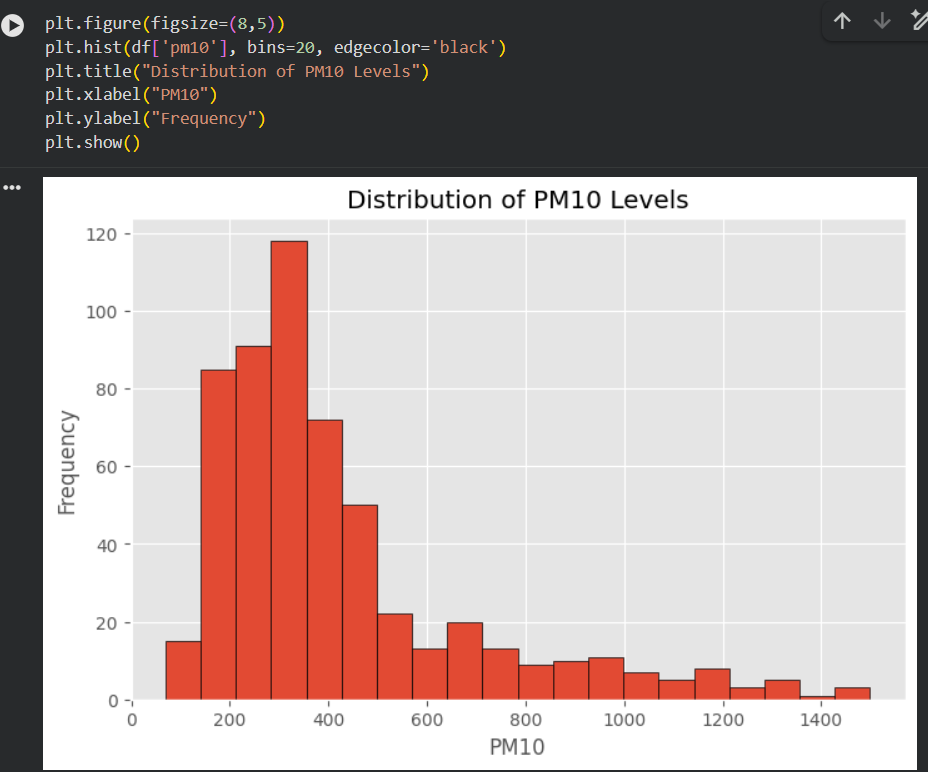 plt.figure(figsize=(8,5))
plt.hist(df['pm10'], bins=20, edgecolor='black')
plt.title("Distribution of PM10 Levels")
plt.xlabel("PM10")
plt.ylabel("Frequency")
plt.show()
Distribution of PM10 Levels
Frequency
120
100
80
60
40
20
0
0 200 400 600 800 1000 1200 1400
PM10